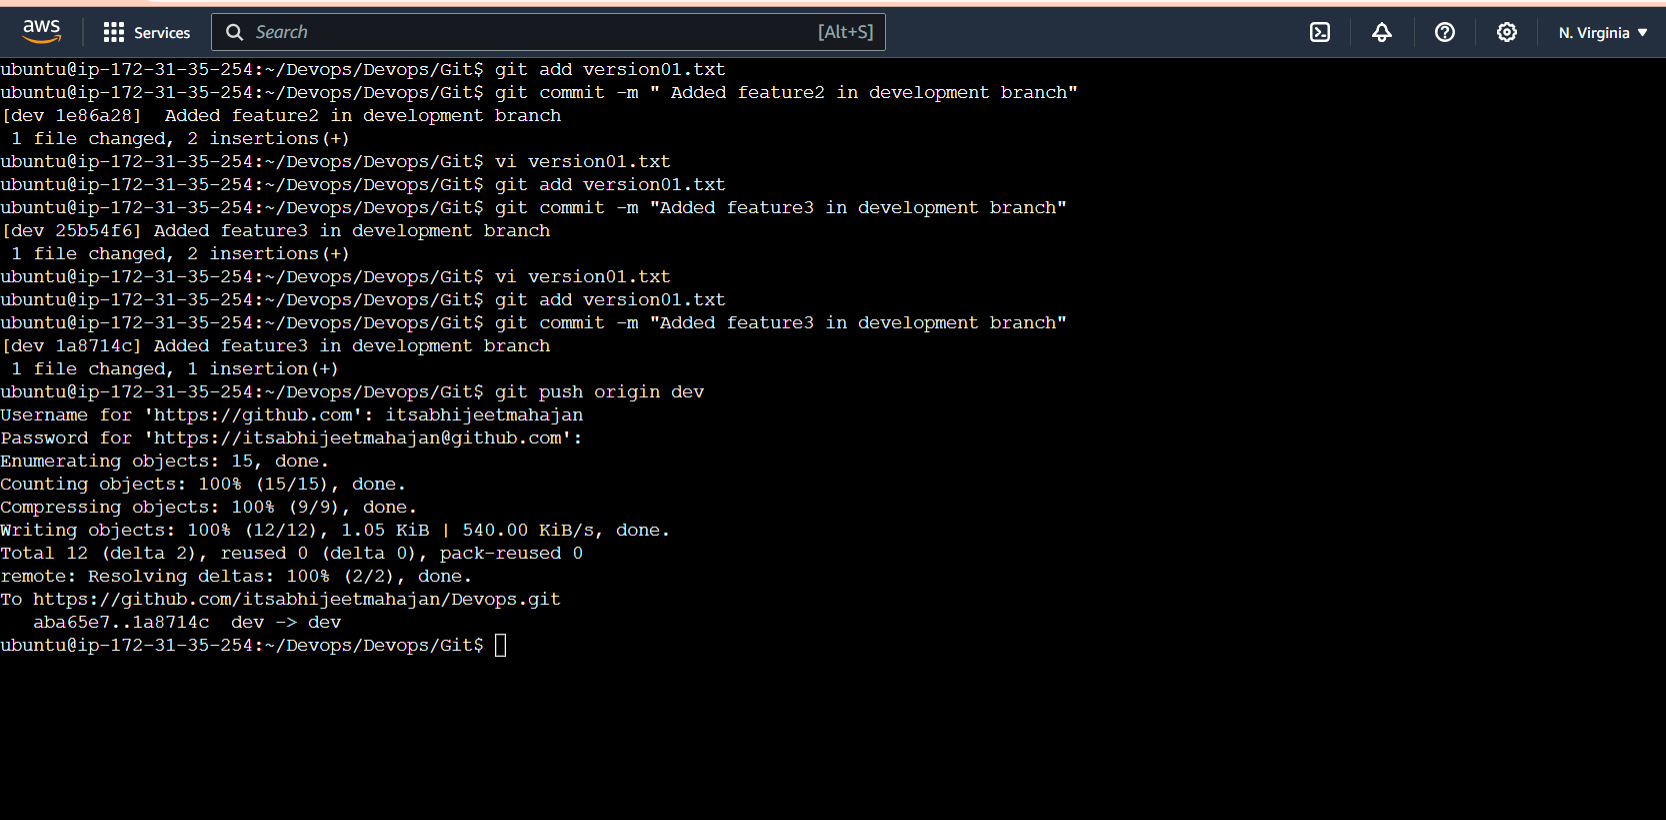 aws
Services
Search
[Alt+S]
N. Virginia
ubuntu@ip-172-31-35-254:~/Devops/Devops/Git$ git add version01.txt
ubuntu@ip-172-31-35-254:~/Devops/Devops/Git$ git commit -m " Added feature2 in development branch"
[dev 1e86a28]  Added feature2 in development branch
 1 file changed, 2 insertions(+)
ubuntu@ip-172-31-35-254:~/Devops/Devops/Git$ vi version01.txt
ubuntu@ip-172-31-35-254:~/Devops/Devops/Git$ git add version01.txt
ubuntu@ip-172-31-35-254:~/Devops/Devops/Git$ git commit -m "Added feature3 in development branch"
[dev 25b54f6] Added feature3 in development branch
 1 file changed, 2 insertions(+)
ubuntu@ip-172-31-35-254:~/Devops/Devops/Git$ vi version01.txt
ubuntu@ip-172-31-35-254:~/Devops/Devops/Git$ git add version01.txt
ubuntu@ip-172-31-35-254:~/Devops/Devops/Git$ git commit -m "Added feature3 in development branch"
[dev 1a8714c] Added feature3 in development branch
 1 file changed, 1 insertion(+)
ubuntu@ip-172-31-35-254:~/Devops/Devops/Git$ git push origin dev
Username for 'https://github.com': itsabhijeetmahajan
Password for 'https://itsabhijeetmahajan@github.com':
Enumerating objects: 15, done.
Counting objects: 100% (15/15), done.
Compressing objects: 100% (9/9), done.
Writing objects: 100% (12/12), 1.05 KiB | 540.00 KiB/s, done.
Total 12 (delta 2), reused 0 (delta 0), pack-reused 0
remote: Resolving deltas: 100% (2/2), done.
To https://github.com/itsabhijeetmahajan/Devops.git
   aba65e7..1a8714c  dev -> dev
ubuntu@ip-172-31-35-254:~/Devops/Devops/Git$